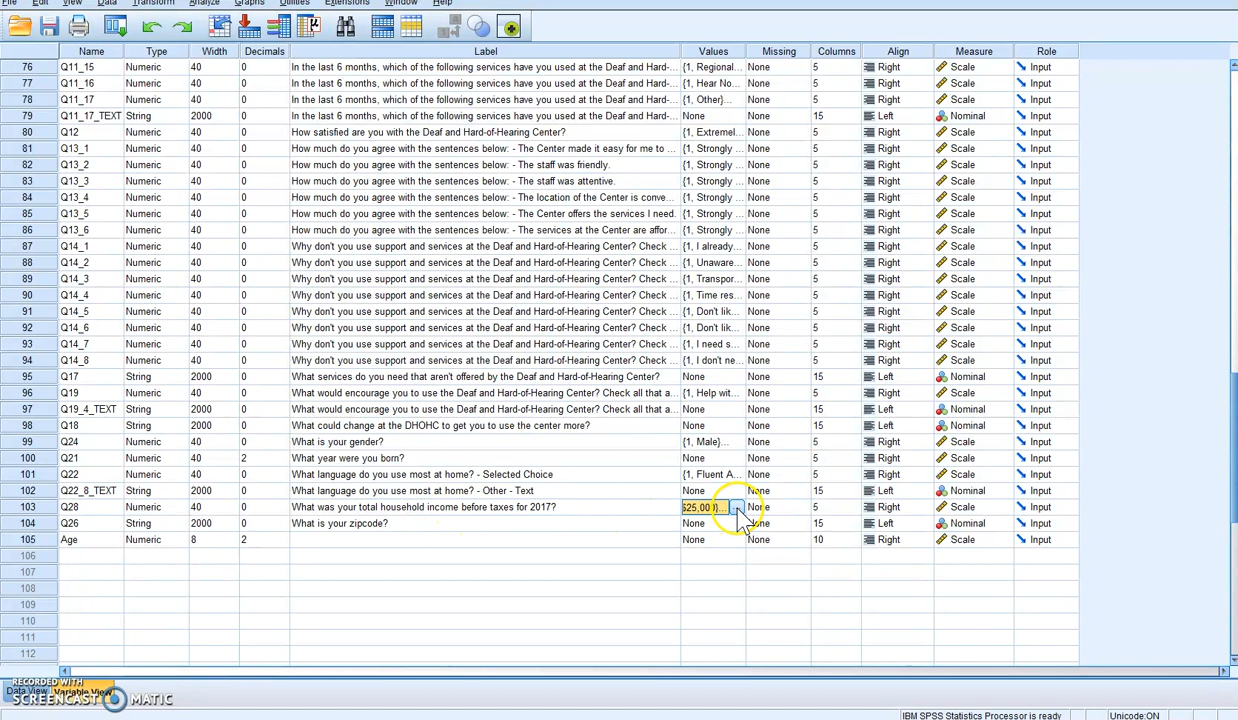 File Edit View Data Transform Analyze Graphs Utilities Extensions Window Help
Name Type Width Decimals Label Values Missing Columns Align Measure Role
76 Q11_15 Numeric 40 0 In the last 6 months, which of the following services have you used at the Deaf and Hard-... {1, Regional... None 5 Right Scale Input
77 Q11_16 Numeric 40 0 In the last 6 months, which of the following services have you used at the Deaf and Hard-... {1, Hear No... None 5 Right Scale Input
78 Q11_17 Numeric 40 0 In the last 6 months, which of the following services have you used at the Deaf and Hard-... {1, Other}... None 5 Right Scale Input
79 Q11_17_TEXT String 2000 0 In the last 6 months, which of the following services have you used at the Deaf and Hard-... None None 15 Left Nominal Input
80 Q12 Numeric 40 0 How satisfied are you with the Deaf and Hard-of-Hearing Center? {1, Extremel... None 5 Right Scale Input
81 Q13_1 Numeric 40 0 How much do you agree with the sentences below: - The Center made it easy for me to ... {1, Strongly ... None 5 Right Scale Input
82 Q13_2 Numeric 40 0 How much do you agree with the sentences below: - The staff was friendly. {1, Strongly ... None 5 Right Scale Input
83 Q13_3 Numeric 40 0 How much do you agree with the sentences below: - The staff was attentive. {1, Strongly ... None 5 Right Scale Input
84 Q13_4 Numeric 40 0 How much do you agree with the sentences below: - The location of the Center is conve... {1, Strongly ... None 5 Right Scale Input
85 Q13_5 Numeric 40 0 How much do you agree with the sentences below: - The Center offers the services I need. {1, Strongly ... None 5 Right Scale Input
86 Q13_6 Numeric 40 0 How much do you agree with the sentences below: - The services at the Center are affor... {1, Strongly ... None 5 Right Scale Input
87 Q14_1 Numeric 40 0 Why don't you use support and services at the Deaf and Hard-of-Hearing Center? Check ... {1, I already... None 5 Right Scale Input
88 Q14_2 Numeric 40 0 Why don't you use support and services at the Deaf and Hard-of-Hearing Center? Check ... {1, Unaware... None 5 Right Scale Input
89 Q14_3 Numeric 40 0 Why don't you use support and services at the Deaf and Hard-of-Hearing Center? Check ... {1, Transpor... None 5 Right Scale Input
90 Q14_4 Numeric 40 0 Why don't you use support and services at the Deaf and Hard-of-Hearing Center? Check ... {1, Time res... None 5 Right Scale Input
91 Q14_5 Numeric 40 0 Why don't you use support and services at the Deaf and Hard-of-Hearing Center? Check ... {1, Don't lik... None 5 Right Scale Input
92 Q14_6 Numeric 40 0 Why don't you use support and services at the Deaf and Hard-of-Hearing Center? Check ... {1, Don't like... None 5 Right Scale Input
93 Q14_7 Numeric 40 0 Why don't you use support and services at the Deaf and Hard-of-Hearing Center? Check ... {1, I need s... None 5 Right Scale Input
94 Q14_8 Numeric 40 0 Why don't you use support and services at the Deaf and Hard-of-Hearing Center? Check ... {1, I don't ne... None 5 Right Scale Input
95 Q17 String 2000 0 What services do you need that aren't offered by the Deaf and Hard-of-Hearing Center? None None 15 Left Nominal Input
96 Q19 Numeric 40 0 What would encourage you to use the Deaf and Hard-of-Hearing Center? Check all that a... {1, Help wit... None 5 Right Scale Input
97 Q19_4_TEXT String 2000 0 What would encourage you to use the Deaf and Hard-of-Hearing Center? Check all that a... None None 15 Left Nominal Input
98 Q18 String 2000 0 What could change at the DHOHC to get you to use the center more? None None 15 Left Nominal Input
99 Q24 Numeric 40 0 What is your gender? {1, Male}... None 5 Right Scale Input
100 Q21 Numeric 40 2 What year were you born? None None 5 Right Scale Input
101 Q22 Numeric 40 0 What language do you use most at home? - Selected Choice {1, Fluent A... None 5 Right Scale Input
102 Q22_8_TEXT String 2000 0 What language do you use most at home? - Other - Text None None 15 Left Nominal Input
103 Q28 Numeric 40 0 What was your total household income before taxes for 2017? $25,000}... ... None 5 Right Scale Input
104 Q26 String 2000 0 What is your zipcode? None None 15 Left Nominal Input
105 Age Numeric 8 2 None None 10 Right Scale Input
106
107
108
109
110
111
112
Data View Variable View
RECORDED WITH
SCREENCAST MATIC
IBM SPSS Statistics Processor is ready Unicode:ON